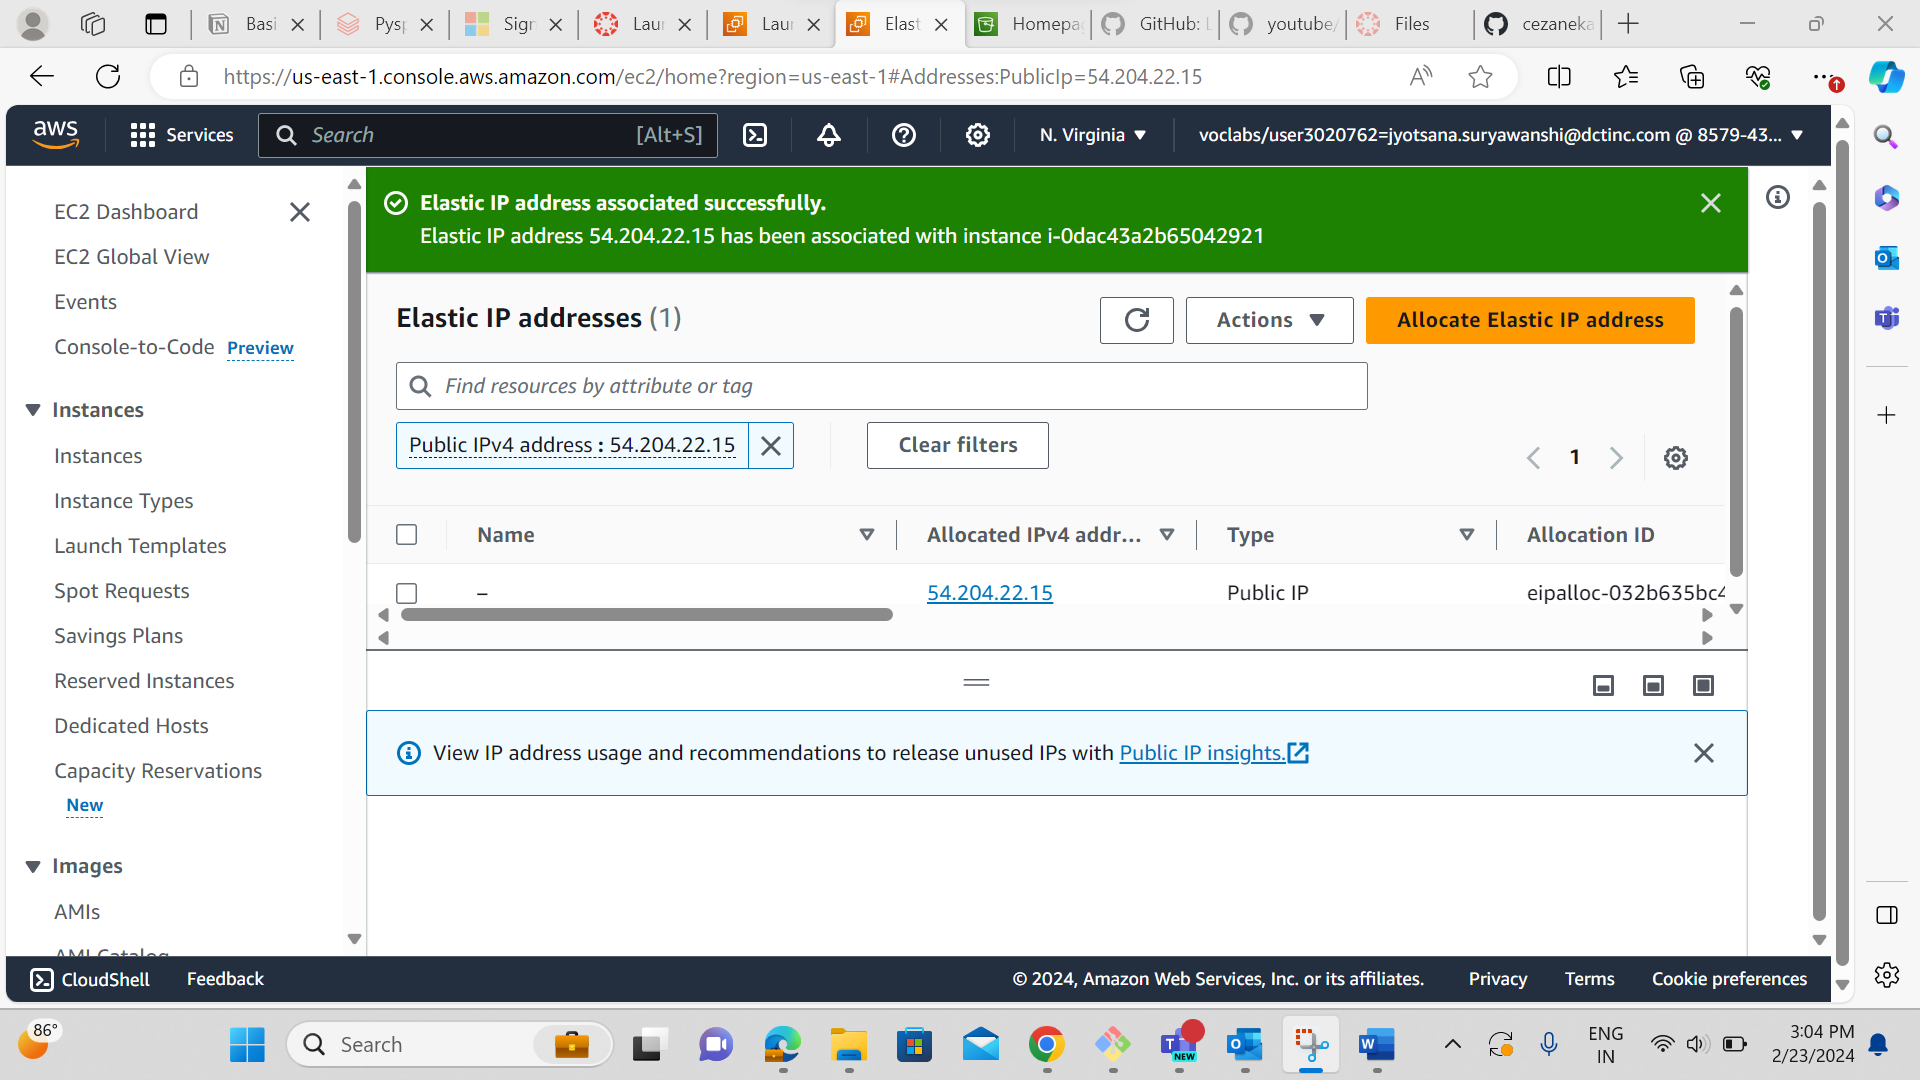 Basi
Pysp
Sign
Laun
Laun
Elast
Homepa
GitHub: L
youtube/
Files
cezaneka
https://us-east-1.console.aws.amazon.com/ec2/home?region=us-east-1#Addresses:PublicIp=54.204.22.15
aws
Services
Search [Alt+S]
N. Virginia
voclabs/user3020762=jyotsana.suryawanshi@dctinc.com @ 8579-43...
EC2 Dashboard
EC2 Global View
Events
Console-to-Code Preview
Instances
Instances
Instance Types
Launch Templates
Spot Requests
Savings Plans
Reserved Instances
Dedicated Hosts
Capacity Reservations
New
Images
AMIs
AMI Catalog
Elastic IP address associated successfully.
Elastic IP address 54.204.22.15 has been associated with instance i-0dac43a2b65042921
Elastic IP addresses (1)
Actions
Allocate Elastic IP address
Find resources by attribute or tag
Public IPv4 address : 54.204.22.15
Clear filters
1
Name
Allocated IPv4 addr...
Type
Allocation ID
–
54.204.22.15
Public IP
eipalloc-032b635bc4
View IP address usage and recommendations to release unused IPs with Public IP insights.
CloudShell
Feedback
© 2024, Amazon Web Services, Inc. or its affiliates.
Privacy
Terms
Cookie preferences
86°
Search
NEW
ENG
IN
3:04 PM
2/23/2024